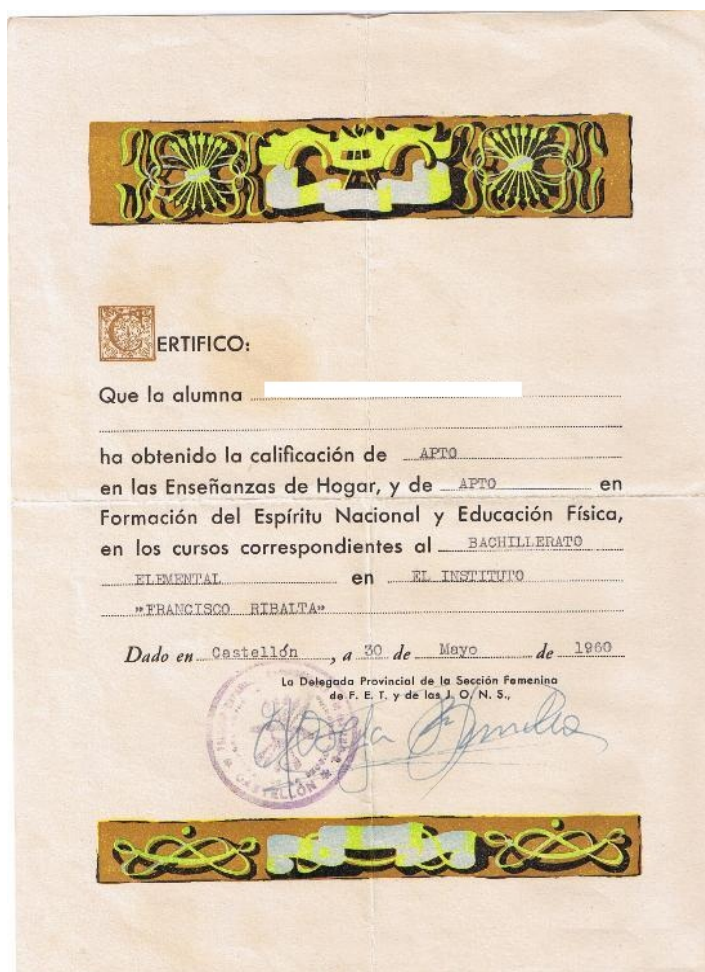 CERTIFICO:
Que la alumna
ha obtenido la calificación de APTO
en las Enseñanzas de Hogar, y de APTO en
Formación del Espíritu Nacional y Educación Física,
en los cursos correspondientes al BACHILLERATO
ELEMENTAL en EL INSTITUTO
"FRANCISCO RIBALTA"
Dado en Castellón, a 30 de Mayo de 1960
La Delegada Provincial de la Sección Femenina
de F. E. T. y de las J. O. N. S.,
CASTELLÓN